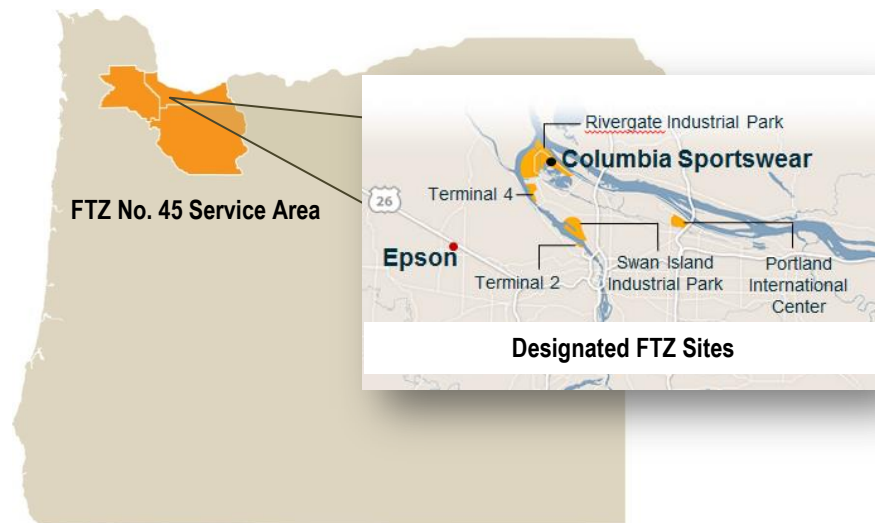 FTZ No. 45 Service Area
Rivergate Industrial Park
Columbia Sportswear
Terminal 4
26
Epson
Terminal 2
Swan Island
Industrial Park
Portland
International
Center
Designated FTZ Sites